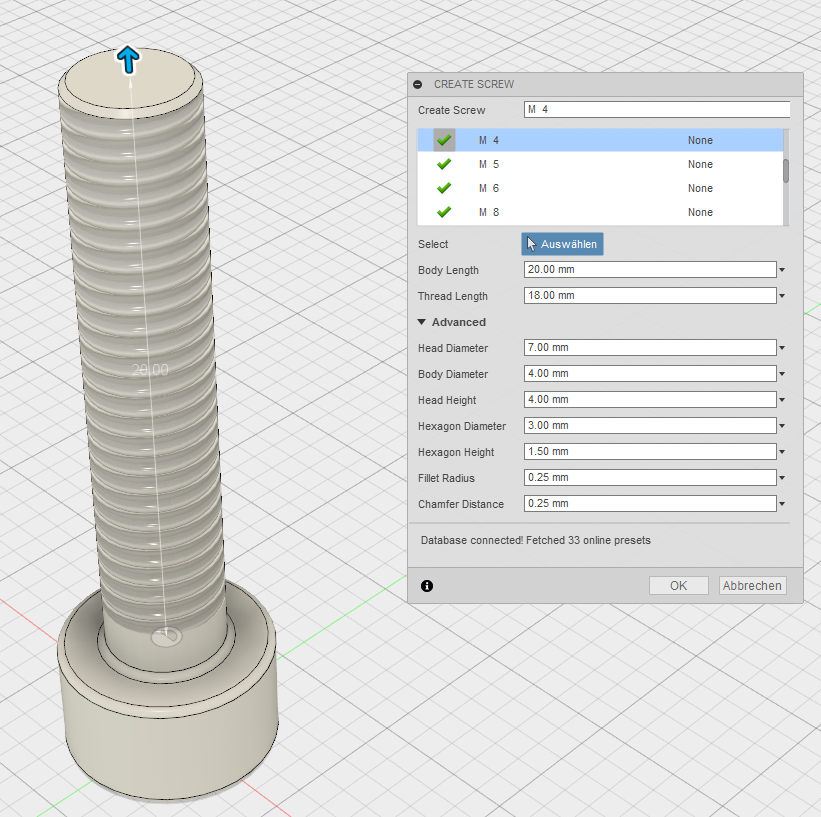 CREATE SCREW
Create Screw M 4
M 4 None
M 5 None
M 6 None
M 8 None
Select Auswählen
Body Length 20.00 mm
Thread Length 18.00 mm
Advanced
Head Diameter 7.00 mm
Body Diameter 4.00 mm
Head Height 4.00 mm
Hexagon Diameter 3.00 mm
Hexagon Height 1.50 mm
Fillet Radius 0.25 mm
Chamfer Distance 0.25 mm
Database connected! Fetched 33 online presets
OK Abbrechen
20.00